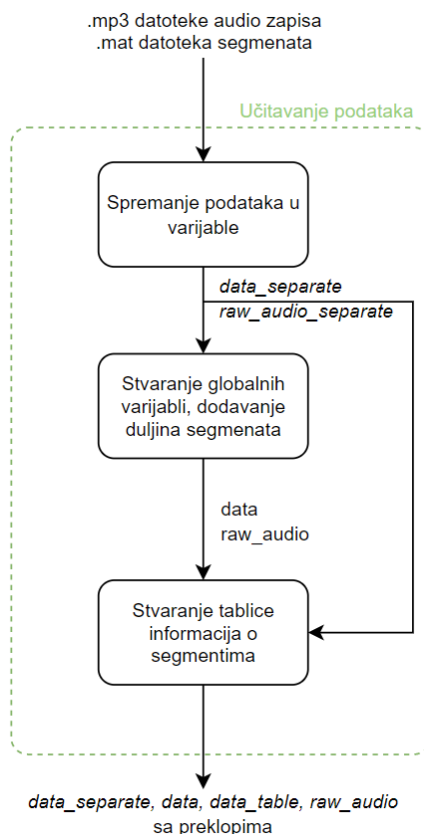 .mp3 datoteke audio zapisa
.mat datoteka segmenata
Učitavanje podataka
Spremanje podataka u
varijable
data_separate
raw_audio_separate
Stvaranje globalnih
varijabli, dodavanje
duljina segmenata
data
raw_audio
Stvaranje tablice
informacija o
segmentima
data_separate, data, data_table, raw_audio
sa preklopima